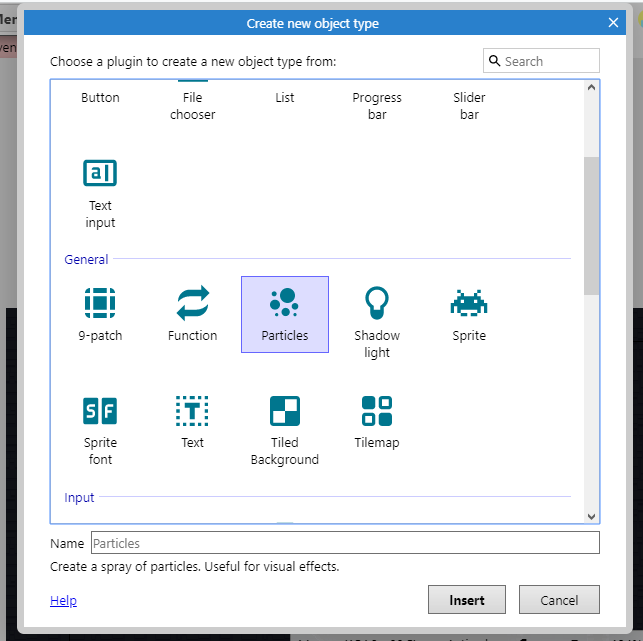 Create new object type
Choose a plugin to create a new object type from:
Search
Button File List Progress Slider
chooser bar bar
Text
input
General
9-patch Function Particles Shadow Sprite
light
Sprite Text Tiled Tilemap
font Background
Input
Name Particles
Create a spray of particles. Useful for visual effects.
Help Insert Cancel